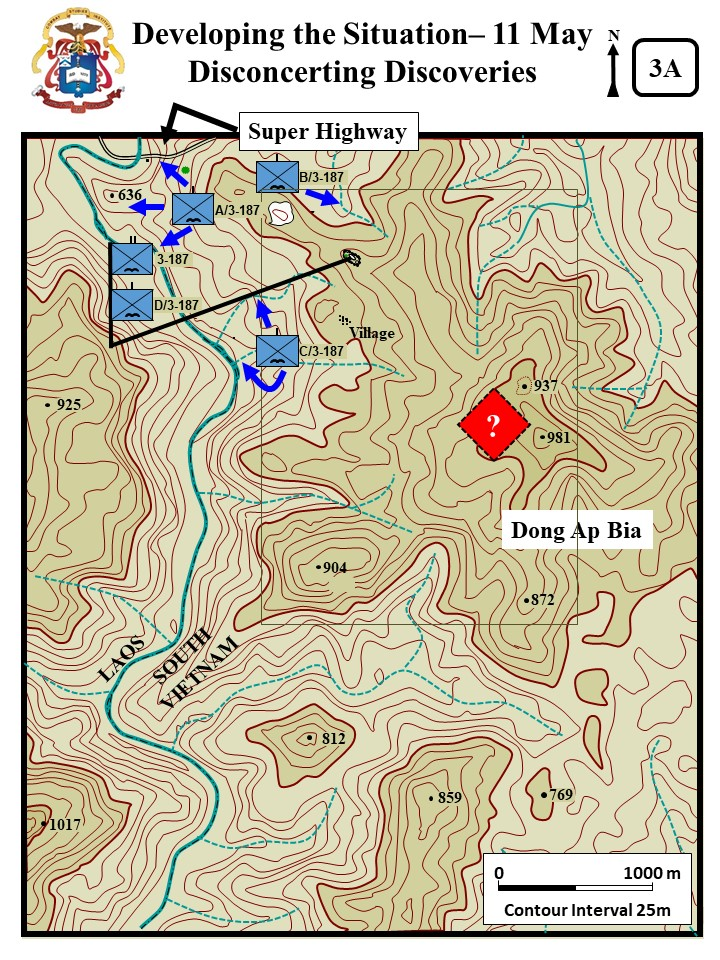 Developing the Situation– 11 May
Disconcerting Discoveries
N
3A
Super Highway
B/3-187
636
A/3-187
3-187
D/3-187
Village
C/3-187
937
925
?
981
Dong Ap Bia
904
872
LAOS
SOUTH
VIETNAM
812
859
769
1017
0 1000 m
Contour Interval 25m